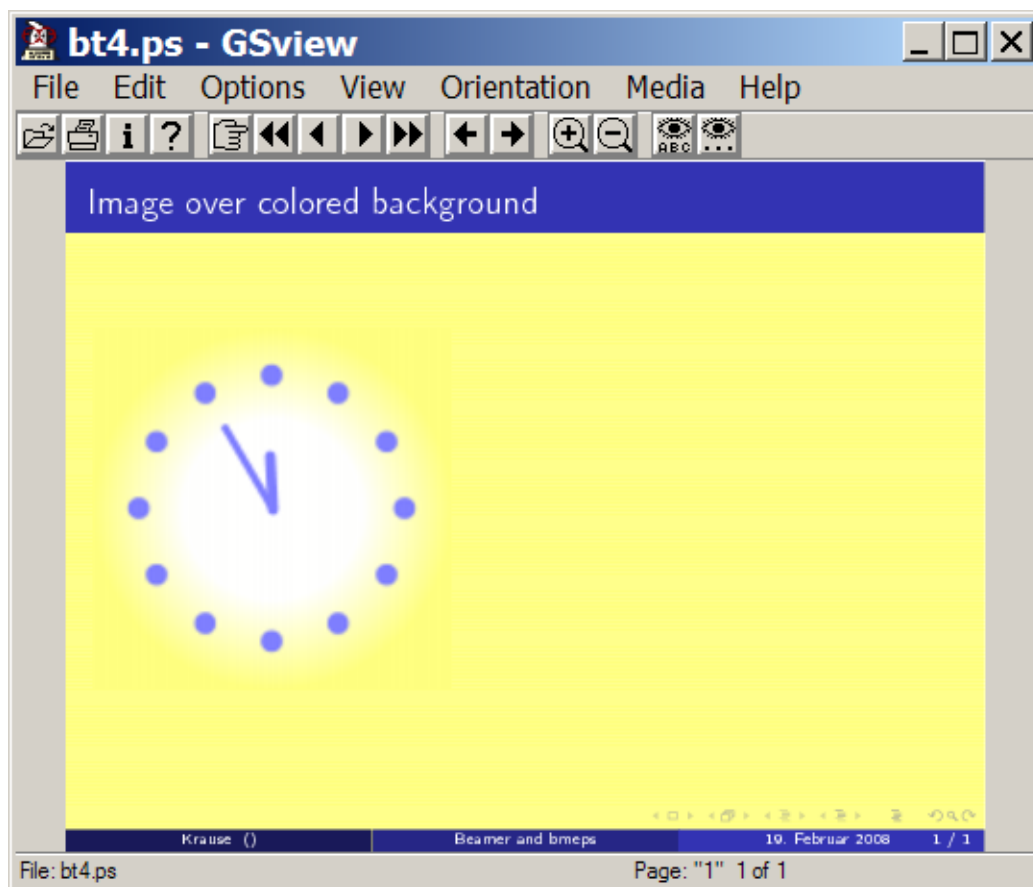 bt4.ps - GSview
File Edit Options View Orientation Media Help
i ? ABC ...
Image over colored background
Krause () Beamer and bmeps 19. Februar 2008 1 / 1
File: bt4.ps Page: "1" 1 of 1